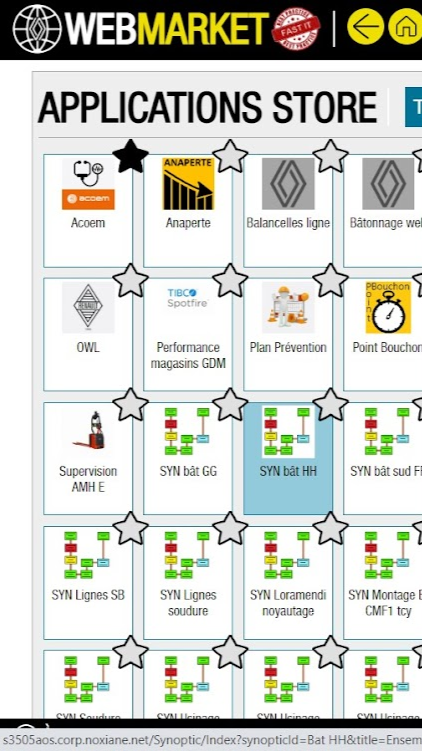 WEBMARKET
FAST IT
APPLICATIONS STORE
T
acoem
Acoem
ANAPERTE
Anaperte
Balancelles ligne
Bâtonnage we
RENAULT
OWL
TIBCO
Spotfire
Performance
magasins GDM
Plan Prévention
PBouchon
oint
Point Bouchon
Supervision
AMH E
SYN bât GG
SYN bât HH
SYN bât sud F
SYN Lignes SB
SYN Lignes
soudure
SYN Loramendi
noyautage
SYN Montage B
CMF1 tcy
SYN Soudure
SYN Usinage
SYN Usinage
SYN Usinage
s3505aos.corp.noxiane.net/Synoptic/Index?synopticId=Bat HH&title=Ensem